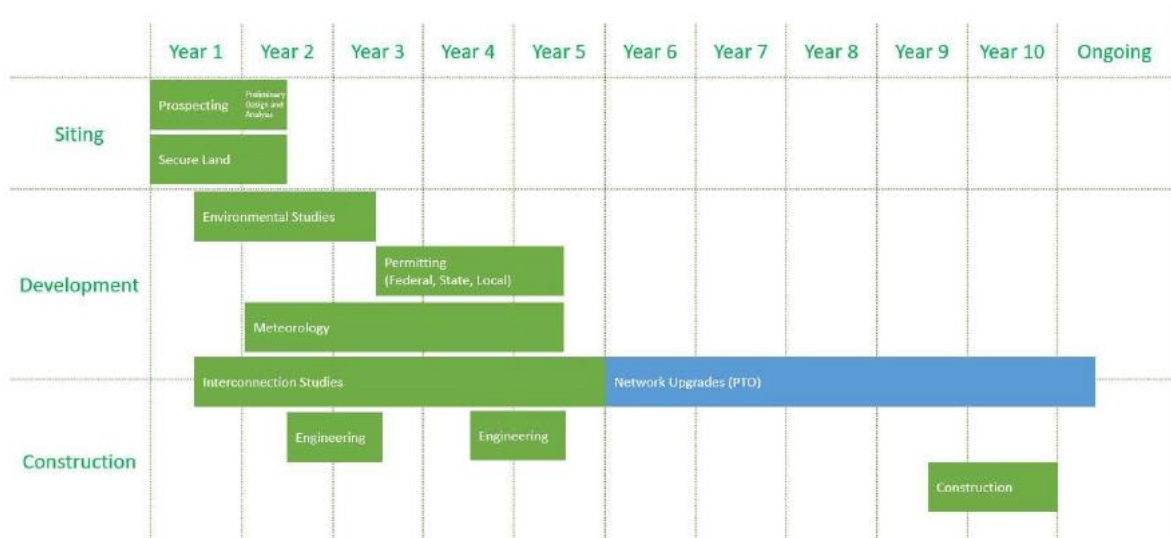 Year 1 Year 2 Year 3 Year 4 Year 5 Year 6 Year 7 Year 8 Year 9 Year 10 Ongoing
Siting
Prospecting
Preliminary
Design and
Analysis
Secure Land
Development
Environmental Studies
Permitting
(Federal, State, Local)
Meteorology
Interconnection Studies
Network Upgrades (PTO)
Construction
Engineering
Engineering
Construction